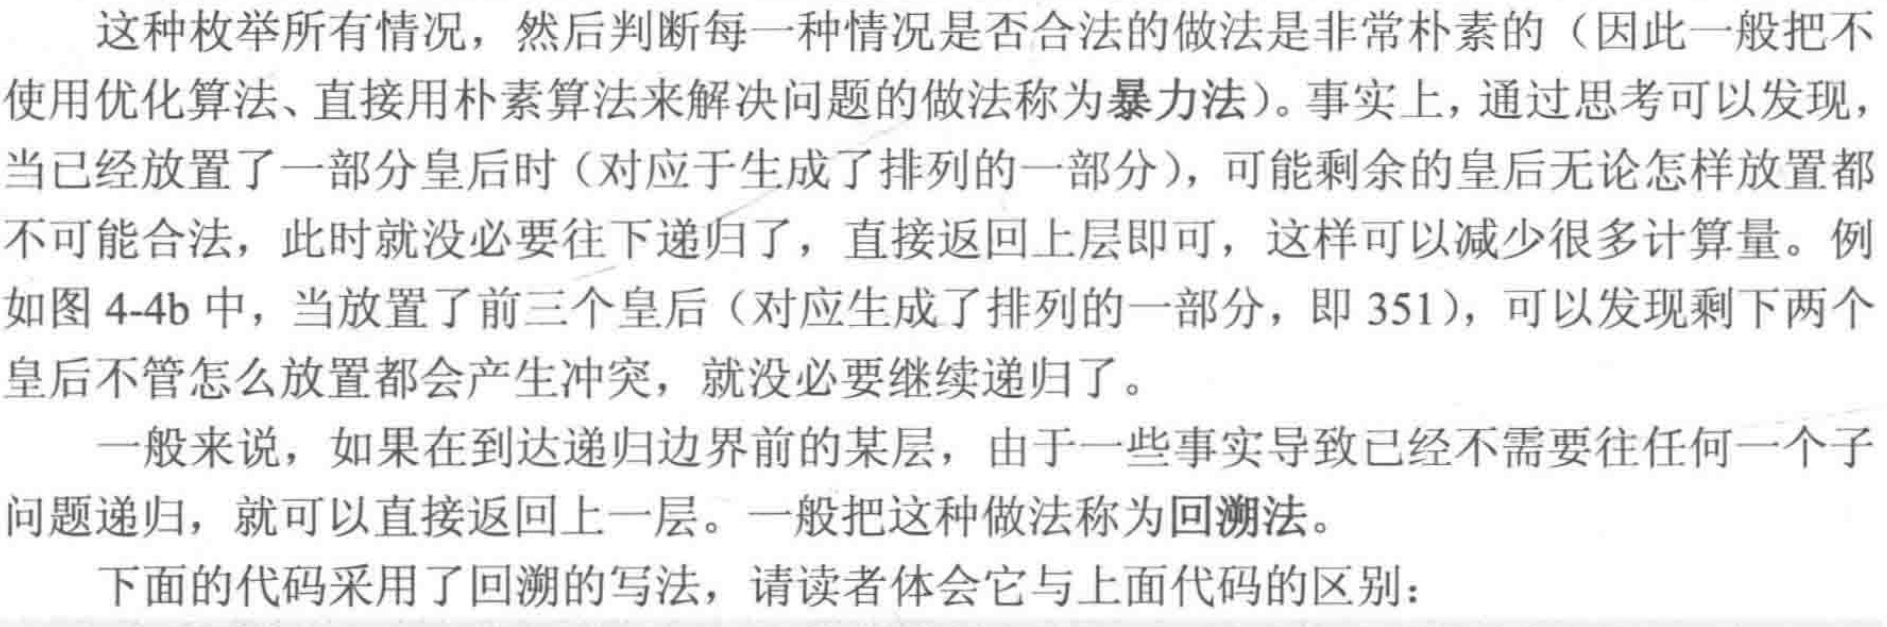 这种枚举所有情况，然后判断每一种情况是否合法的做法是非常朴素的（因此一般把不
使用优化算法、直接用朴素算法来解决问题的做法称为暴力法）。事实上，通过思考可以发现，
当已经放置了一部分皇后时（对应于生成了排列的一部分），可能剩余的皇后无论怎样放置都
不可能合法，此时就没必要往下递归了，直接返回上层即可，这样可以减少很多计算量。例
如图 4-4b 中，当放置了前三个皇后（对应生成了排列的一部分，即 351），可以发现剩下两个
皇后不管怎么放置都会产生冲突，就没必要继续递归了。
一般来说，如果在到达递归边界前的某层，由于一些事实导致已经不需要往任何一个子
问题递归，就可以直接返回上一层。一般把这种做法称为回溯法。
下面的代码采用了回溯的写法，请读者体会它与上面代码的区别：